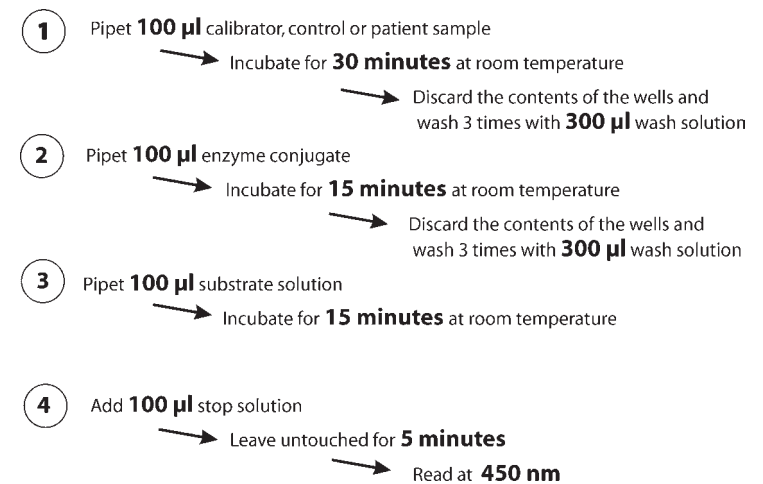 1 Pipet 100 µl calibrator, control or patient sample
Incubate for 30 minutes at room temperature
Discard the contents of the wells and
wash 3 times with 300 µl wash solution
2 Pipet 100 µl enzyme conjugate
Incubate for 15 minutes at room temperature
Discard the contents of the wells and
wash 3 times with 300 µl wash solution
3 Pipet 100 µl substrate solution
Incubate for 15 minutes at room temperature
4 Add 100 µl stop solution
Leave untouched for 5 minutes
Read at 450 nm